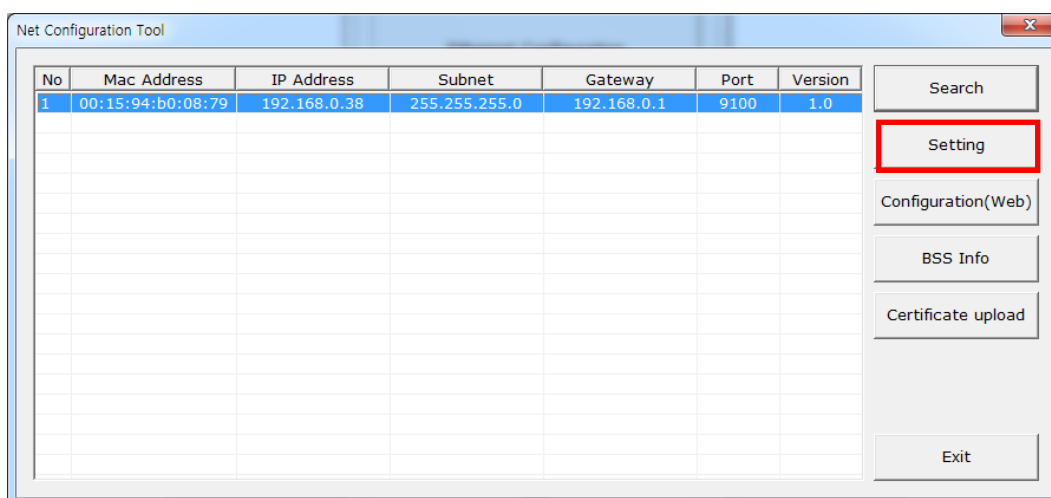 Net Configuration Tool
No Mac Address IP Address Subnet Gateway Port Version
1 00:15:94:b0:08:79 192.168.0.38 255.255.255.0 192.168.0.1 9100 1.0
Search
Setting
Configuration(Web)
BSS Info
Certificate upload
Exit